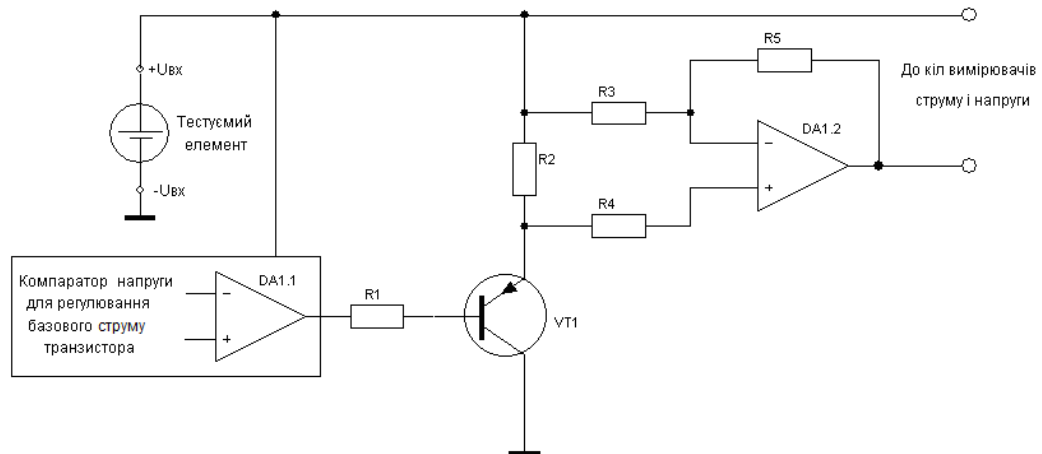 R5
До кіл вимірювачів
струму і напруги
+Uвх
R3
Тестуємий
елемент
DA1.2
−
+
R2
-Uвх
R4
Компаратор напруги
для регулювання
базового струму
транзистора
DA1.1
−
+
R1
VT1